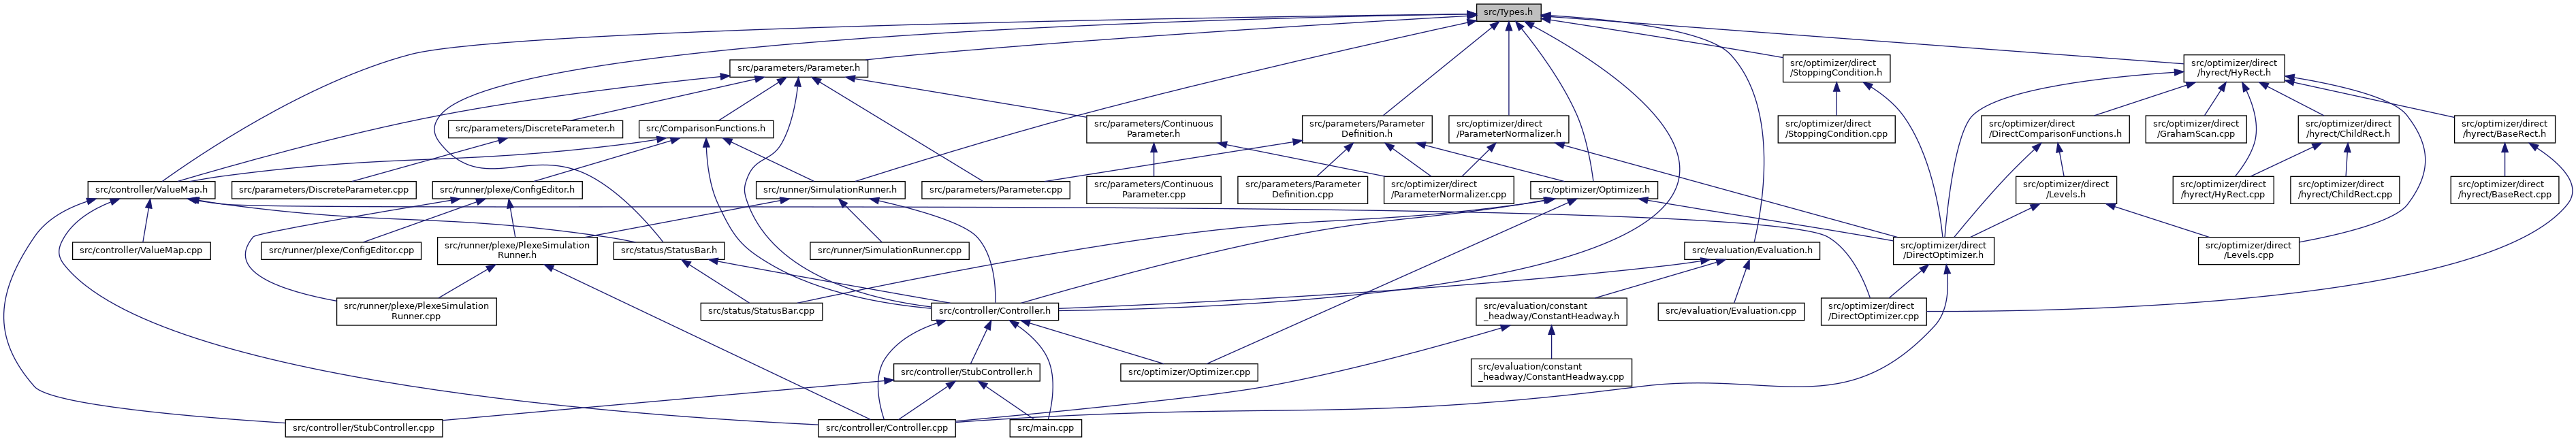 src/Types.h
src/parameters/Parameter.h
src/optimizer/direct
/StoppingCondition.h
src/optimizer/direct
/hyrect/HyRect.h
src/parameters/DiscreteParameter.h
src/ComparisonFunctions.h
src/parameters/Continuous
Parameter.h
src/parameters/Parameter
Definition.h
src/optimizer/direct
/ParameterNormalizer.h
src/optimizer/direct
/StoppingCondition.cpp
src/optimizer/direct
/DirectComparisonFunctions.h
src/optimizer/direct
/GrahamScan.cpp
src/optimizer/direct
/hyrect/ChildRect.h
src/optimizer/direct
/hyrect/BaseRect.h
src/controller/ValueMap.h
src/parameters/DiscreteParameter.cpp
src/runner/plexe/ConfigEditor.h
src/runner/SimulationRunner.h
src/parameters/Parameter.cpp
src/parameters/Continuous
Parameter.cpp
src/parameters/Parameter
Definition.cpp
src/optimizer/direct
/ParameterNormalizer.cpp
src/optimizer/Optimizer.h
src/optimizer/direct
/Levels.h
src/optimizer/direct
/hyrect/HyRect.cpp
src/optimizer/direct
/hyrect/ChildRect.cpp
src/optimizer/direct
/hyrect/BaseRect.cpp
src/controller/ValueMap.cpp
src/runner/plexe/ConfigEditor.cpp
src/runner/plexe/PlexeSimulation
Runner.h
src/status/StatusBar.h
src/runner/SimulationRunner.cpp
src/evaluation/Evaluation.h
src/optimizer/direct
/DirectOptimizer.h
src/optimizer/direct
/Levels.cpp
src/runner/plexe/PlexeSimulation
Runner.cpp
src/status/StatusBar.cpp
src/controller/Controller.h
src/evaluation/constant
_headway/ConstantHeadway.h
src/evaluation/Evaluation.cpp
src/optimizer/direct
/DirectOptimizer.cpp
src/controller/StubController.h
src/optimizer/Optimizer.cpp
src/evaluation/constant
_headway/ConstantHeadway.cpp
src/controller/StubController.cpp
src/controller/Controller.cpp
src/main.cpp